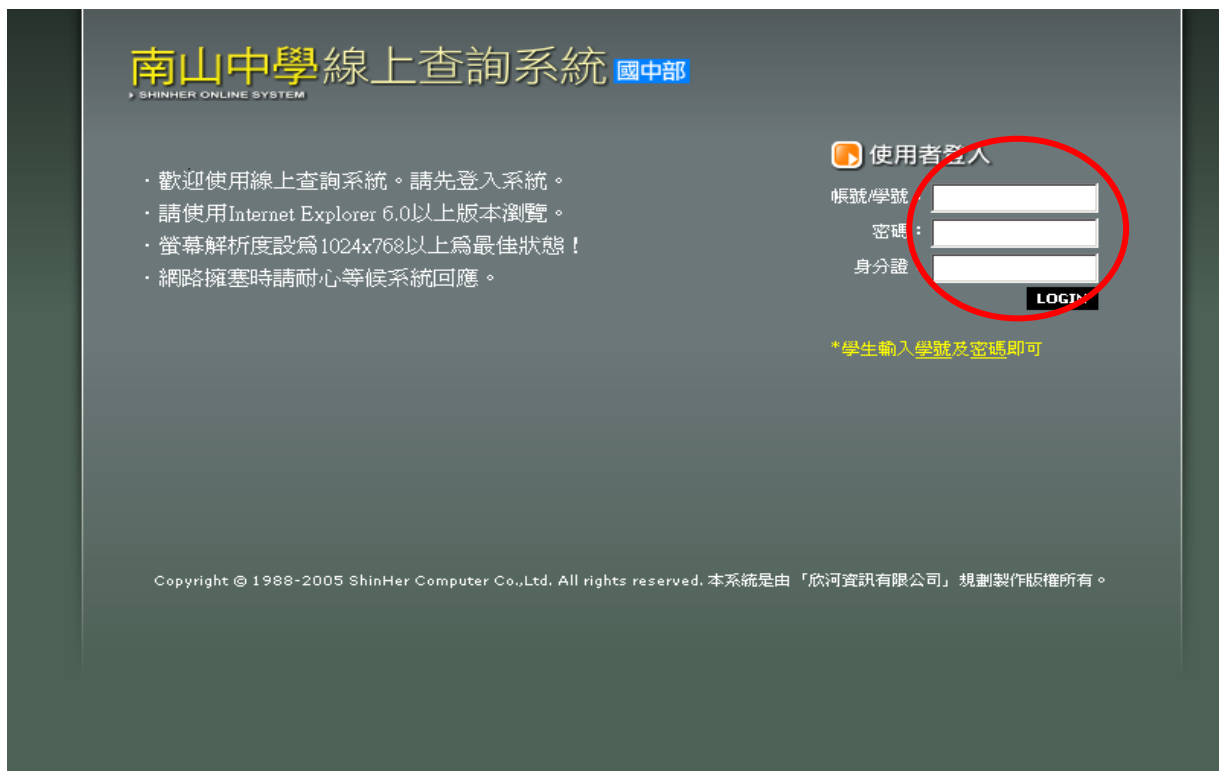 南山中學線上查詢系統 國中部
SHINHER ONLINE SYSTEM
·歡迎使用線上查詢系統。請先登入系統。
·請使用Internet Explorer 6.0以上版本瀏覽。
·螢幕解析度設爲1024x768以上爲最佳狀態！
·網路擁塞時請耐心等候系統回應。
使用者登入
帳號/學號：
密碼：
身分證：
LOGIN
*學生輸入學號及密碼即可
Copyright © 1988-2005 ShinHer Computer Co.,Ltd. All rights reserved. 本系統是由「欣河資訊有限公司」規劃製作版權所有。